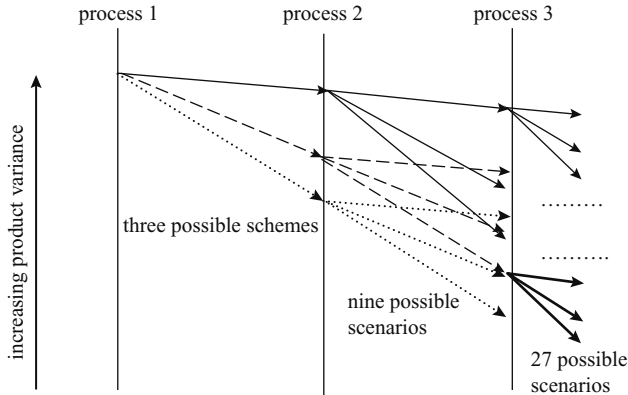 process 1
process 2
process 3
increasing product variance
three possible schemes
nine possible
scenarios
27 possible
scenarios